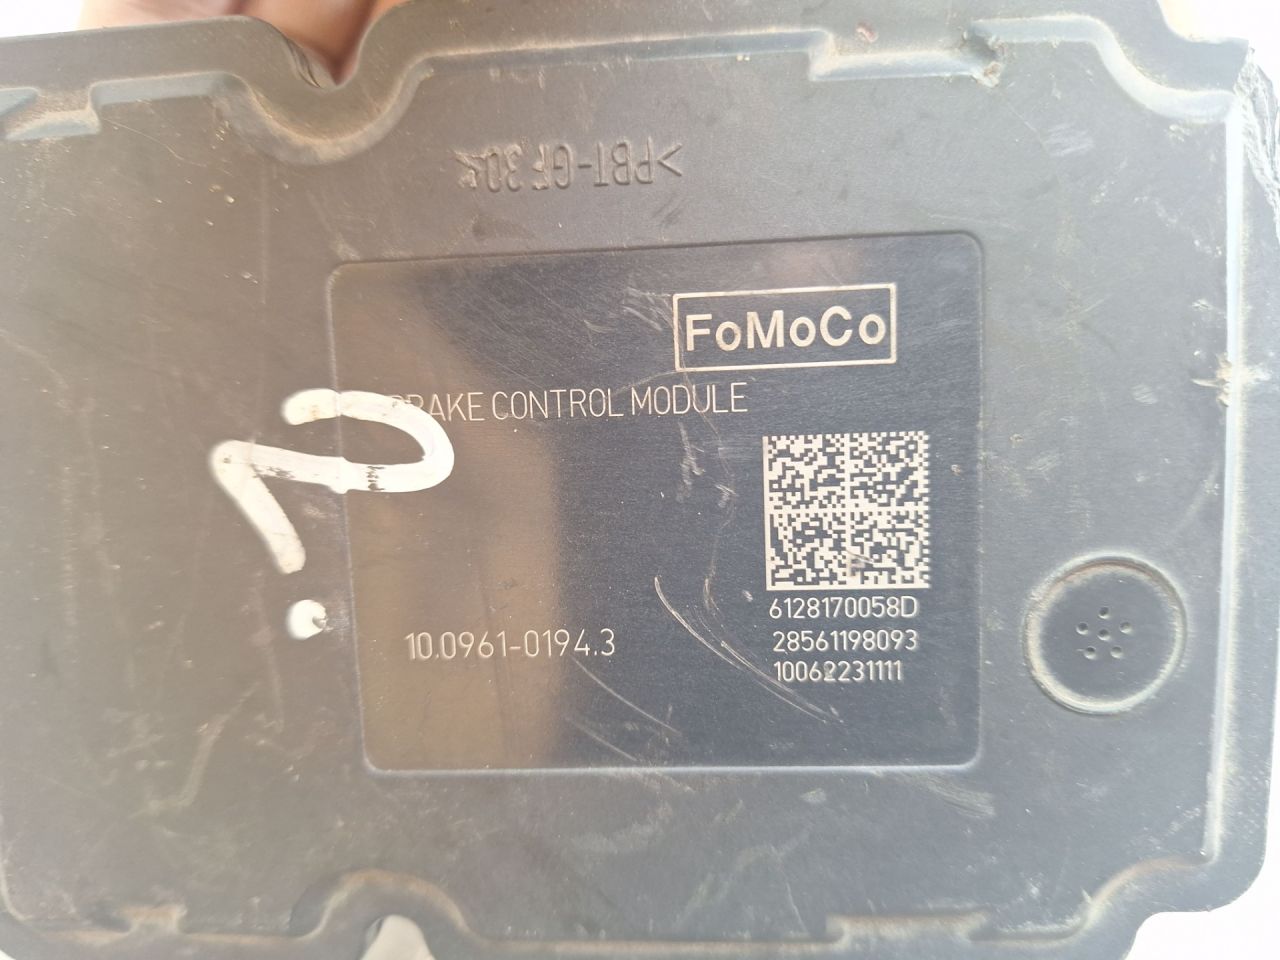 >PBT-GF30<
FoMoCo
BRAKE CONTROL MODULE
6128170058D
28561198093
10062231111
10.0961-0194.3
?